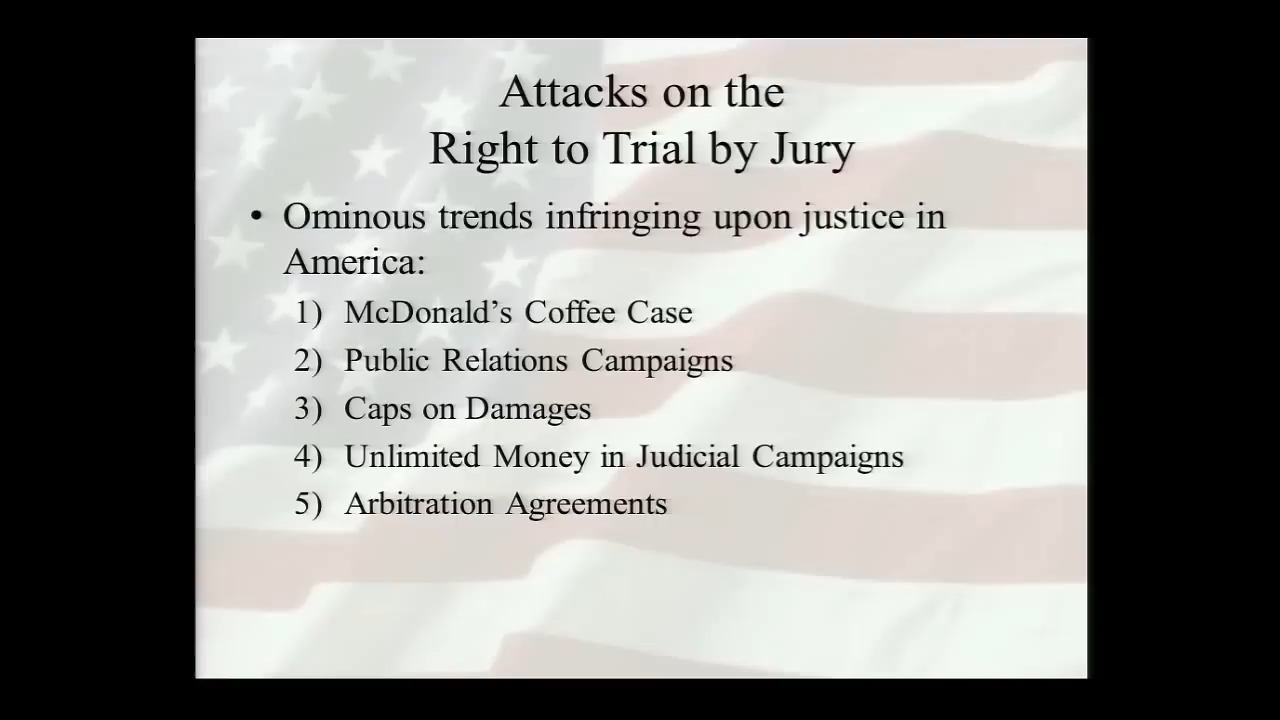 Attacks on the
Right to Trial by Jury
• Ominous trends infringing upon justice in
America:
1) McDonald’s Coffee Case
2) Public Relations Campaigns
3) Caps on Damages
4) Unlimited Money in Judicial Campaigns
5) Arbitration Agreements